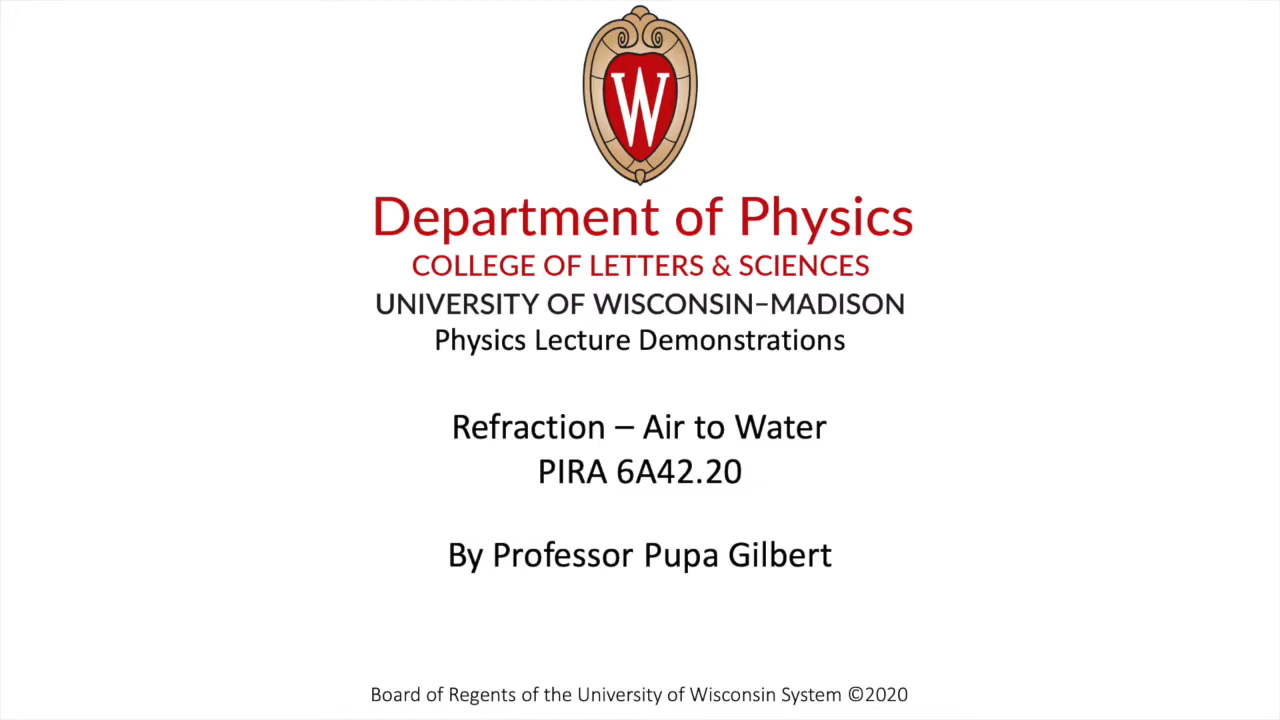 W
Department of Physics
COLLEGE OF LETTERS & SCIENCES
UNIVERSITY OF WISCONSIN–MADISON
Physics Lecture Demonstrations
Refraction – Air to Water
PIRA 6A42.20
By Professor Pupa Gilbert
Board of Regents of the University of Wisconsin System ©2020